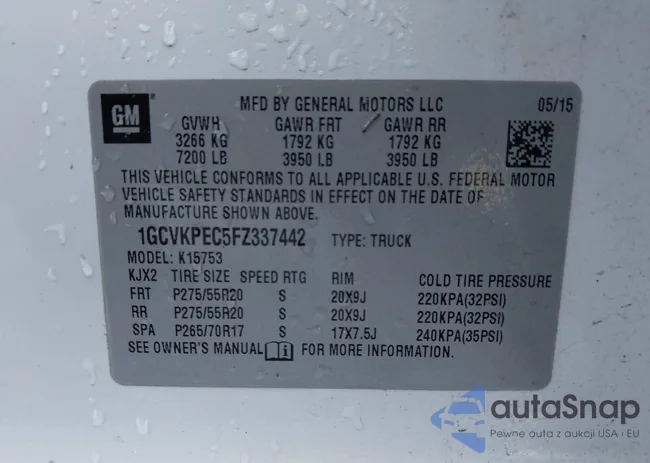 GM
MFD BY GENERAL MOTORS LLC 05/15
GVWR GAWR FRT GAWR RR
3266 KG 1792 KG 1792 KG
7200 LB 3950 LB 3950 LB
THIS VEHICLE CONFORMS TO ALL APPLICABLE U.S. FEDERAL MOTOR
VEHICLE SAFETY STANDARDS IN EFFECT ON THE DATE OF
MANUFACTURE SHOWN ABOVE.
1GCVKPEC5FZ337442 TYPE: TRUCK
MODEL: K15753
KJX2 TIRE SIZE SPEED RTG RIM COLD TIRE PRESSURE
FRT P275/55R20 S 20X9J 220KPA(32PSI)
RR P275/55R20 S 20X9J 220KPA(32PSI)
SPA P265/70R17 S 17X7.5J 240KPA(35PSI)
SEE OWNER'S MANUAL i FOR MORE INFORMATION.
autaSnap
Pewne auta z aukcji USA i EU